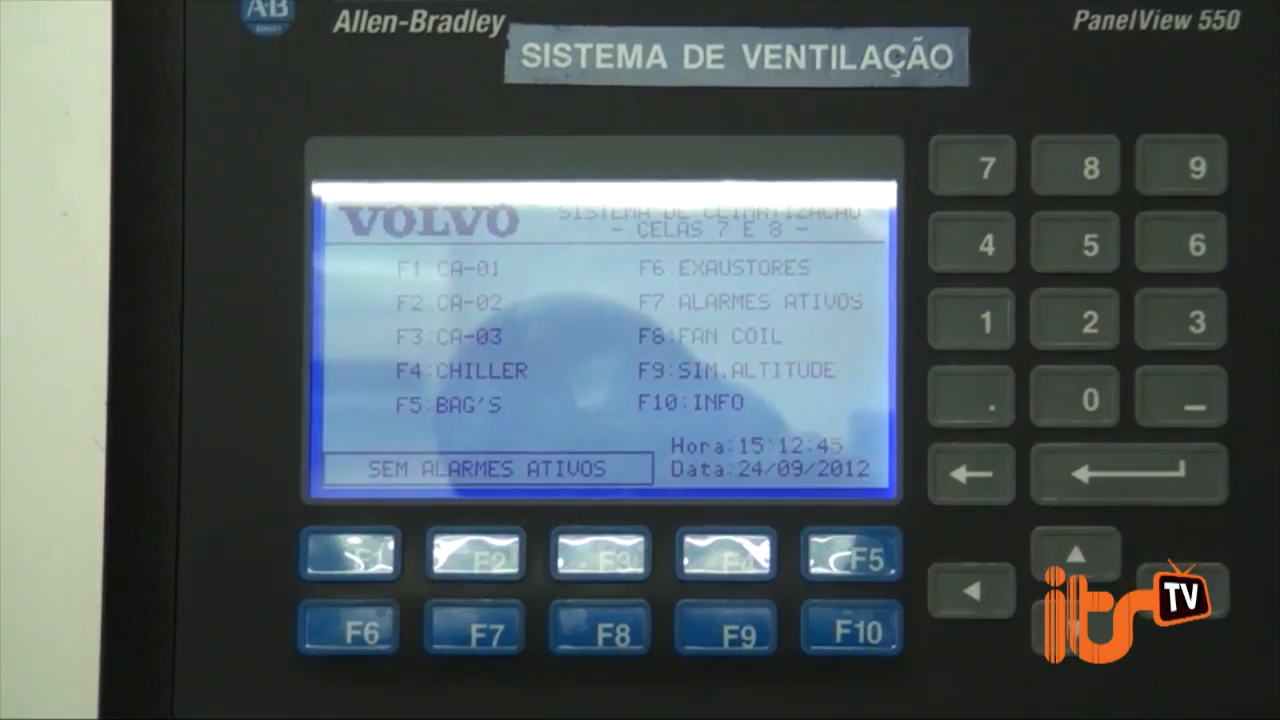 AB
Allen-Bradley
PanelView 550
SISTEMA DE VENTILAÇÃO
VOLVO
SISTEMA DE CLIMATIZACAO
- CELAS 7 E 8 -
F1:CA-01
F6:EXAUSTORES
F2:CA-02
F7:ALARMES ATIVOS
F3:CA-03
F8:FAN COIL
F4:CHILLER
F9:SIM.ALTITUDE
F5:BAG'S
F10:INFO
Hora:15:12:45
SEM ALARMES ATIVOS
Data:24/09/2012
7 8 9
4 5 6
1 2 3
. 0 -
F1 F2 F3 F4 F5
F6 F7 F8 F9 F10
its TV